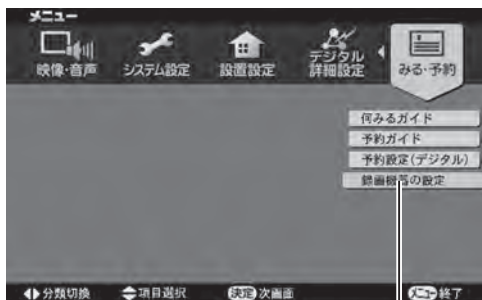 メニュー
映像・音声
システム設定
設置設定
デジタル
詳細設定
みる・予約
何みるガイド
予約ガイド
予約設定(デジタル)
録画機器の設定
分類切換 項目選択 決定 次画面 メニュー 終了